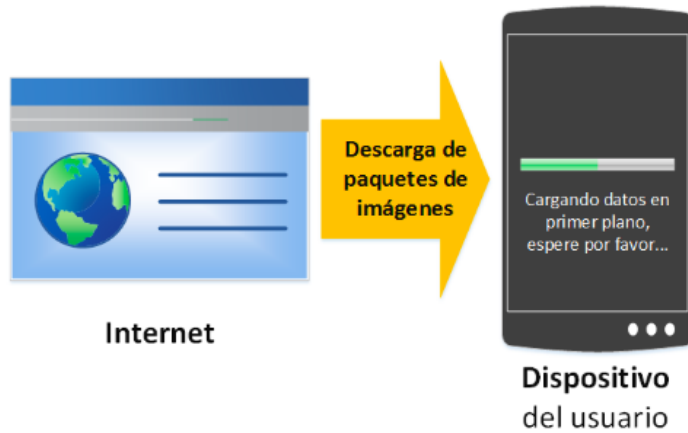 Descarga de
paquetes de
imágenes
Cargando datos en
primer plano,
espere por favor...
Internet
Dispositivo
del usuario